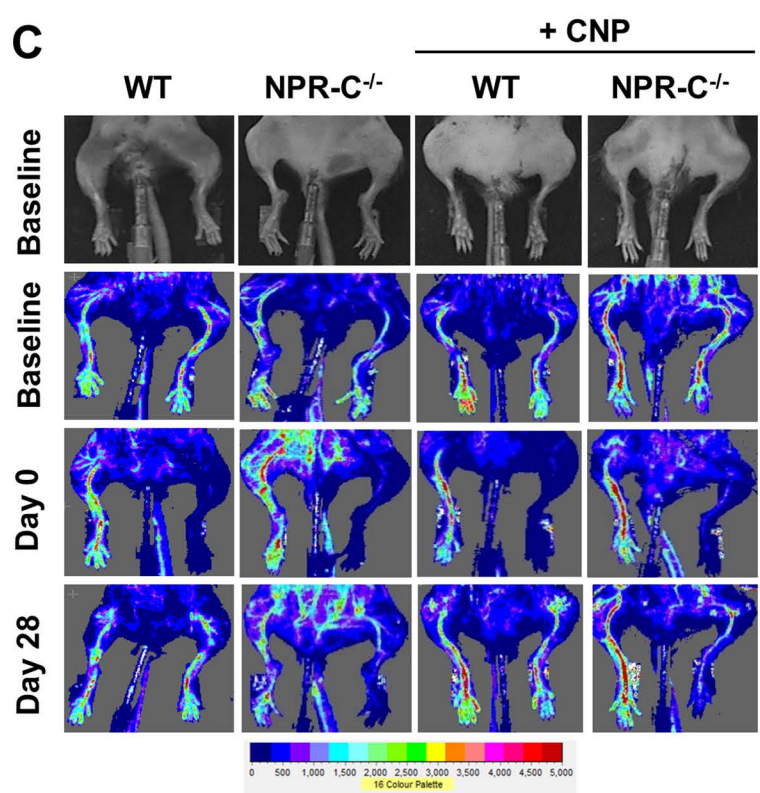 C
+ CNP
WT NPR-C-/- WT NPR-C-/-
Baseline
Baseline
Day 0
Day 28
0 500 1,000 1,500 2,000 2,500 3,000 3,500 4,000 4,500 5,000
16 Colour Palette